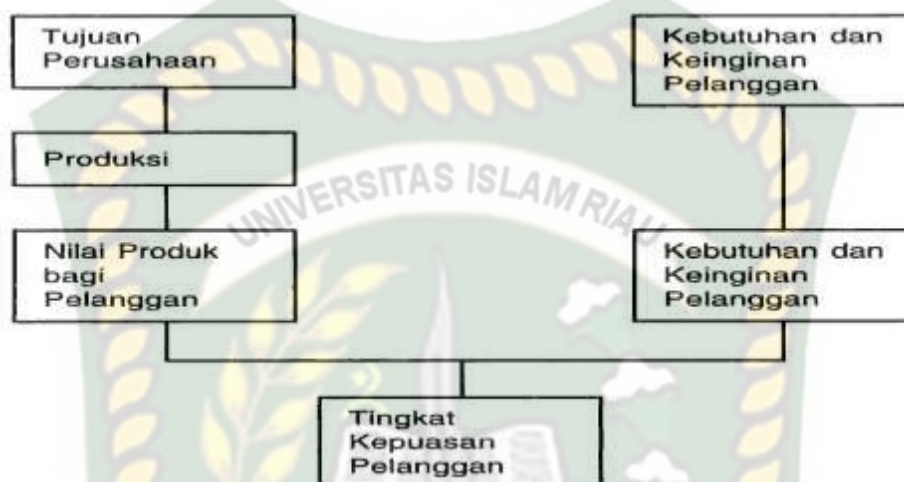 Tujuan
Perusahaan
Kebutuhan dan
Keinginan
Pelanggan
Produksi
UNIVERSITAS ISLAM RIAU
Nilai Produk
bagi
Pelanggan
Kebutuhan dan
Keinginan
Pelanggan
Tingkat
Kepuasan
Pelanggan